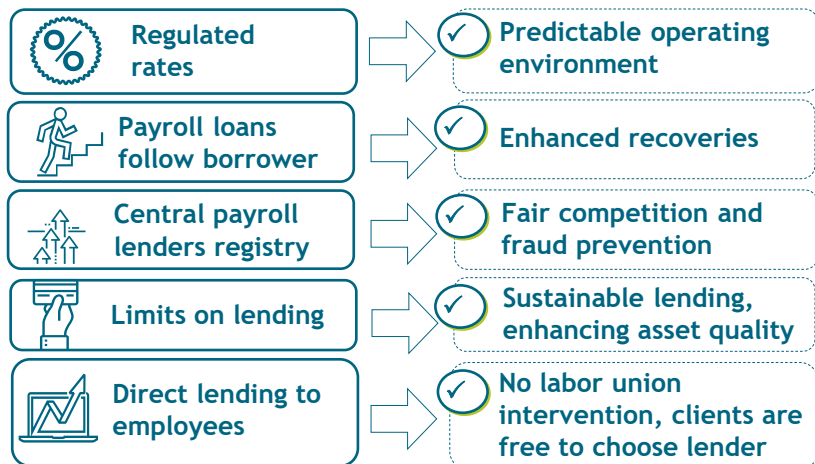 Regulated
rates
Predictable operating
environment
Payroll loans
follow borrower
Enhanced recoveries
Central payroll
lenders registry
Fair competition and
fraud prevention
Limits on lending
Sustainable lending,
enhancing asset quality
Direct lending to
employees
No labor union
intervention, clients are
free to choose lender